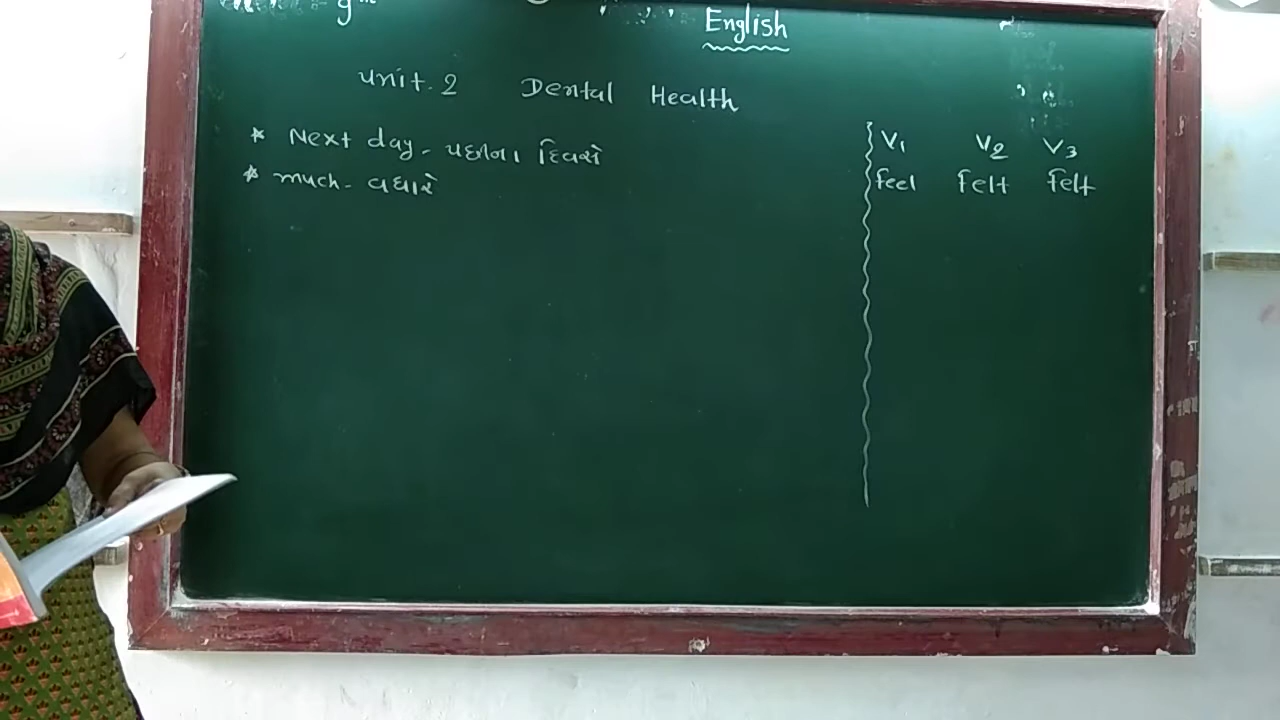 English
Unit. 2 Dental Health
* Next day - પછીના દિવસે
* much - વધારે
V1 V2 V3
feel felt felt